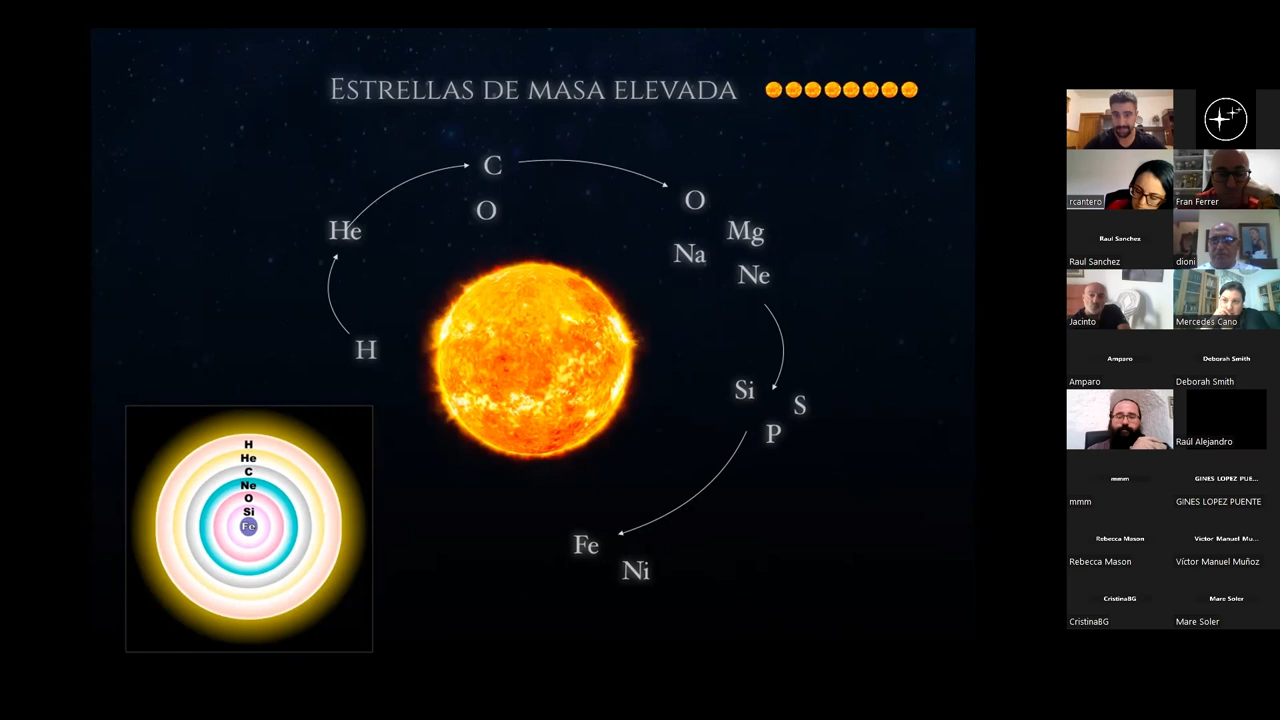 ESTRELLAS DE MASA ELEVADA
C
O
He
H
O
Mg
Na
Ne
Si
S
P
Fe
Ni
H
He
C
Ne
O
Si
Fe
rcantero
Fran Ferrer
Raul Sanchez
Raul Sanchez
dioni
Jacinto
Mercedes Cano
Amparo
Amparo
Deborah Smith
Deborah Smith
Raúl Alejandro
mmm
mmm
GINES LOPEZ PUE...
GINES LOPEZ PUENTE
Rebecca Mason
Rebecca Mason
Victor Manuel Mu...
Víctor Manuel Muñoz
CristinaBG
CristinaBG
Mare Soler
Mare Soler